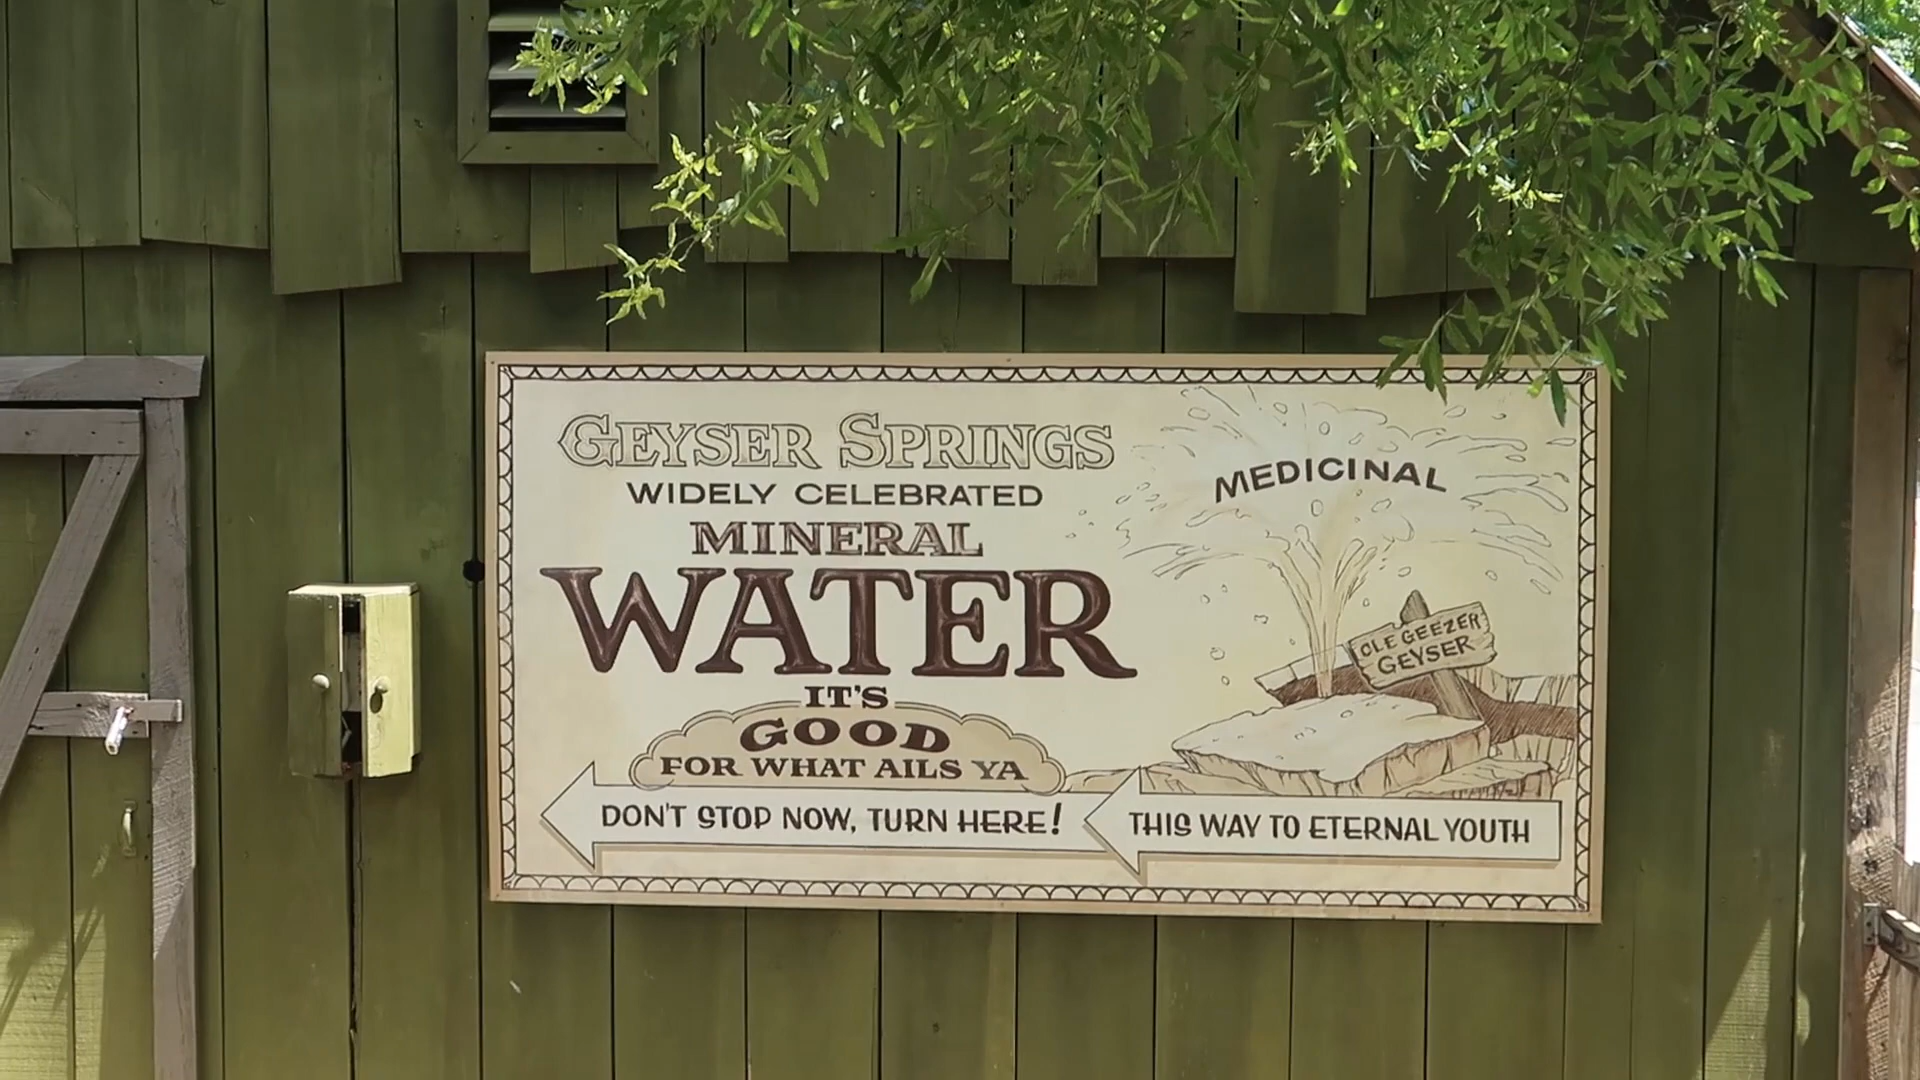 GEYSER SPRINGS
WIDELY CELEBRATED
MINERAL
WATER
IT'S
GOOD
FOR WHAT AILS YA
MEDICINAL
OLE GEEZER
GEYSER
DON'T STOP NOW, TURN HERE!
THIS WAY TO ETERNAL YOUTH